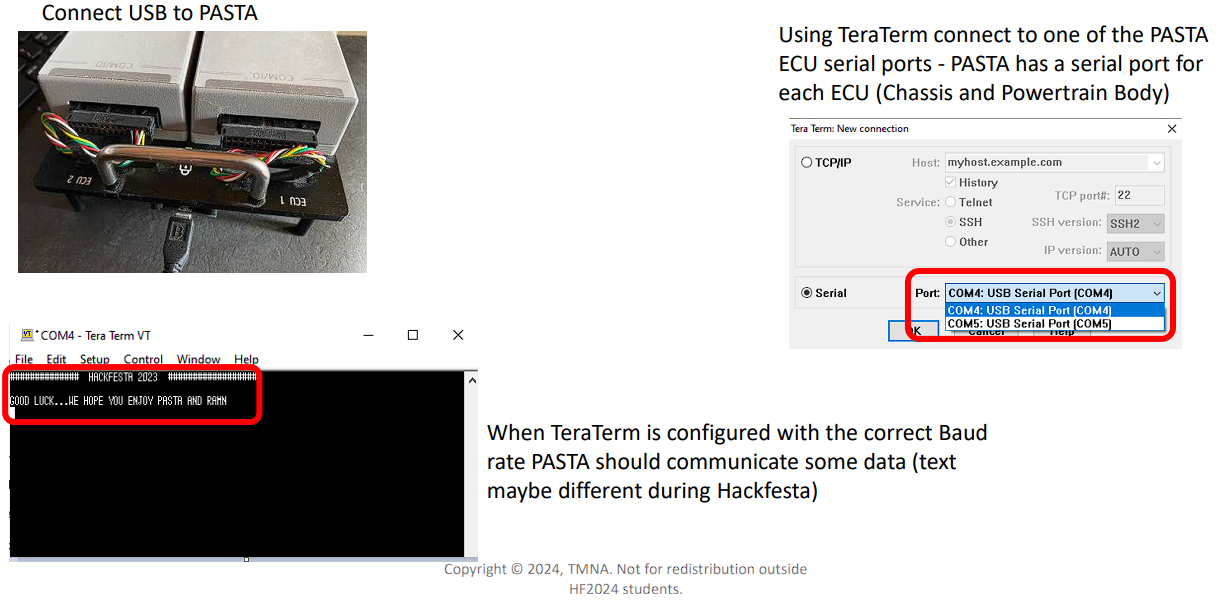 Connect USB to PASTA
COM/IO
COM/IO
ECU 2
ECU 1
Using TeraTerm connect to one of the PASTA
ECU serial ports - PASTA has a serial port for
each ECU (Chassis and Powertrain Body)
Tera Term: New connection
TCP/IP
Host: myhost.example.com
History
Service: Telnet
TCP port#: 22
SSH
SSH version: SSH2
Other
IP version: AUTO
Serial
Port: COM4: USB Serial Port (COM4)
COM4: USB Serial Port (COM4)
COM5: USB Serial Port (COM5)
OK
Cancel
Help
VT
COM4 - Tera Term VT
File Edit Setup Control Window Help
################ HACKFESTA 2023 ####################
GOOD LUCK...WE HOPE YOU ENJOY PASTA AND RAMN
When TeraTerm is configured with the correct Baud
rate PASTA should communicate some data (text
maybe different during Hackfesta)
Copyright © 2024, TMNA. Not for redistribution outside
HF2024 students.